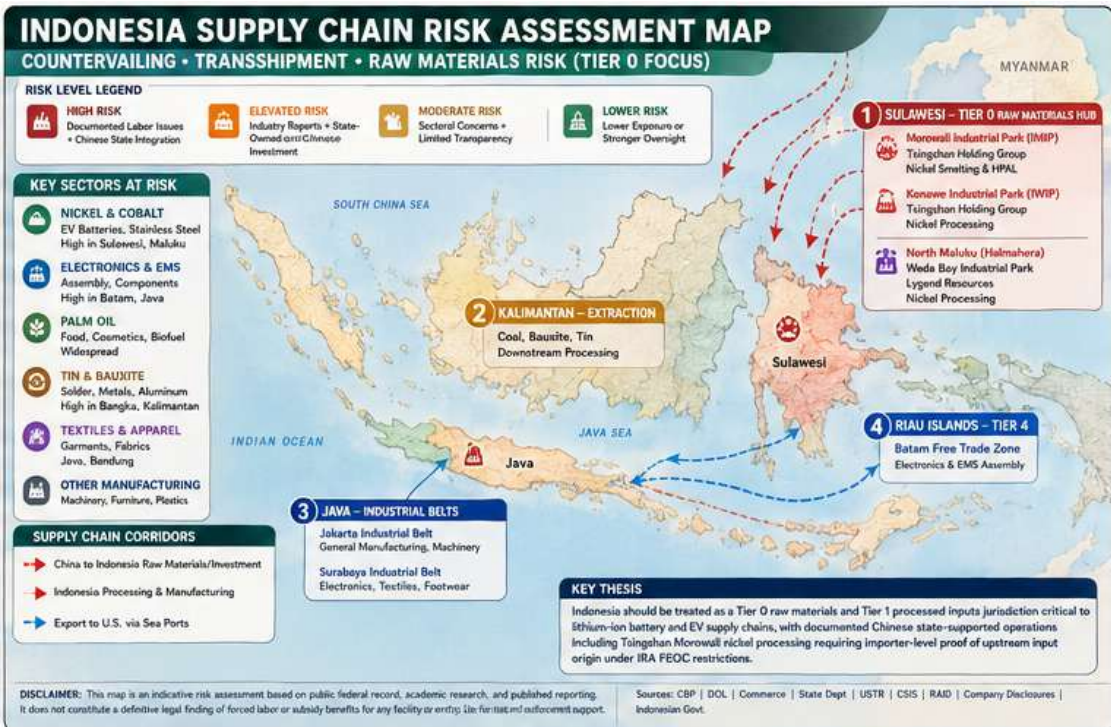 INDONESIA SUPPLY CHAIN RISK ASSESSMENT MAP
COUNTERVAILING • TRANSSHIPMENT • RAW MATERIALS RISK (TIER 0 FOCUS)
RISK LEVEL LEGEND
HIGH RISK
Documented Labor Issues
+ Chinese State Integration
ELEVATED RISK
Industry Reports + State-
Owned and Chinese
Investment
MODERATE RISK
Sectoral Concerns +
Limited Transparency
LOWER RISK
Lower Exposure or
Stronger Oversight
MYANMAR
1 SULAWESI – TIER 0 RAW MATERIALS HUB
Morowali Industrial Park (IMIP)
Tsingshan Holding Group
Nickel Smelting & HPAL
Konawe Industrial Park (IWIP)
Tsingshan Holding Group
Nickel Processing
North Maluku (Halmahera)
Weda Bay Industrial Park
Lygend Resources
Nickel Processing
KEY SECTORS AT RISK
NICKEL & COBALT
EV Batteries, Stainless Steel
High in Sulowesi, Maluku
ELECTRONICS & EMS
Assembly, Components
High in Batam, Java
PALM OIL
Food, Cosmetics, Biofuel
Widespread
TIN & BAUXITE
Solder, Metals, Aluminum
High in Bangka, Kalimantan
TEXTILES & APPAREL
Garments, Fabrics
Java, Bandung
OTHER MANUFACTURING
Machinery, Furniture, Plastics
SOUTH CHINA SEA
2 KALIMANTAN – EXTRACTION
Coal, Bauxite, Tin
Downstream Processing
Sulawesi
INDIAN OCEAN
JAVA SEA
Java
4 RIAU ISLANDS – TIER 4
Batam Free Trade Zone
Electronics & EMS Assembly
3 JAVA – INDUSTRIAL BELTS
Jakarta Industrial Belt
General Manufacturing, Machinery
Surabaya Industrial Belt
Electronics, Textiles, Footwear
SUPPLY CHAIN CORRIDORS
China to Indonesia Raw Materials/Investment
Indonesia Processing & Manufacturing
Export to U.S. via Sea Ports
KEY THESIS
Indonesia should be treated as a Tier 0 raw materials and Tier 1 processed inputs jurisdiction critical to
lithium-ion battery and EV supply chains, with documented Chinese state-supported operations
including Tsingshan Morowali nickel processing requiring importer-level proof of upstream input
origin under IRA FEOC restrictions.
DISCLAIMER: This map is an indicative risk assessment based on public federal record, academic research, and published reporting.
It does not constitute a definitive legal finding of forced labor or subsidy benefits for any facility or enforcement support.
Sources: CBP | DOL | Commerce | State Dept | USTR | CSIS | RAID | Company Disclosures |
Indonesian Govt.